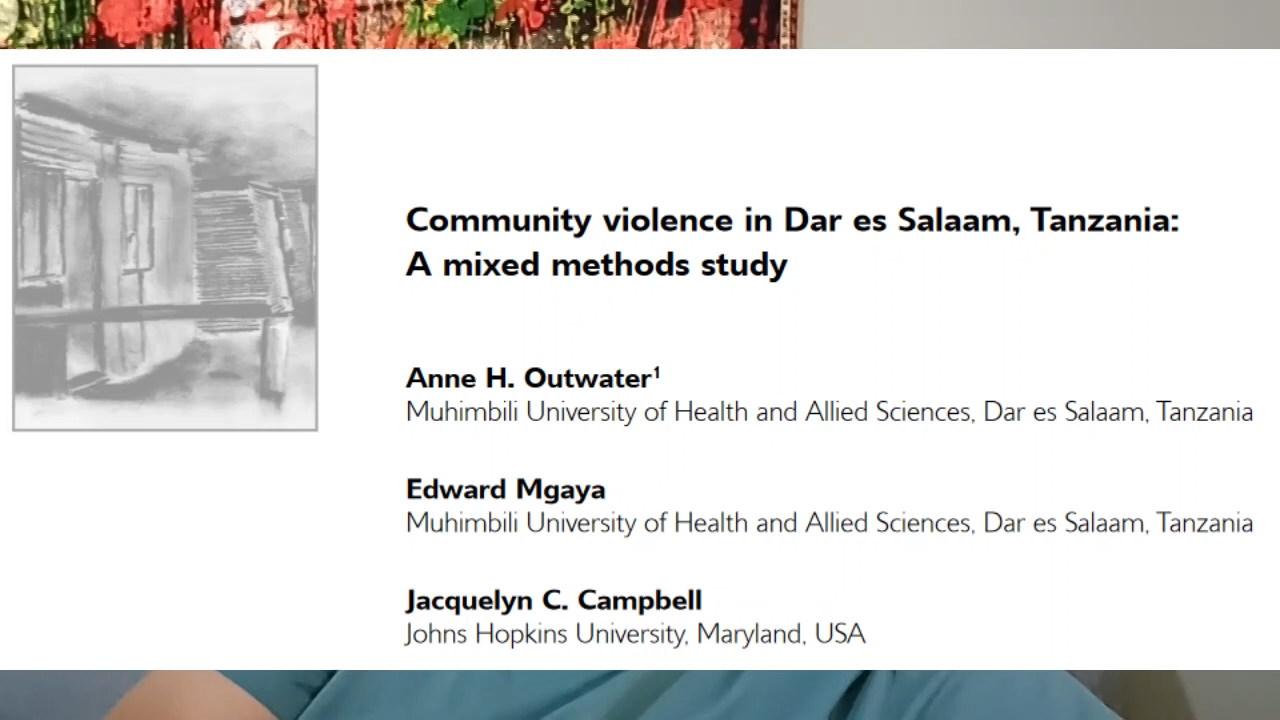 Community violence in Dar es Salaam, Tanzania:
A mixed methods study
Anne H. Outwater¹
Muhimbili University of Health and Allied Sciences, Dar es Salaam, Tanzania
Edward Mgaya
Muhimbili University of Health and Allied Sciences, Dar es Salaam, Tanzania
Jacquelyn C. Campbell
Johns Hopkins University, Maryland, USA